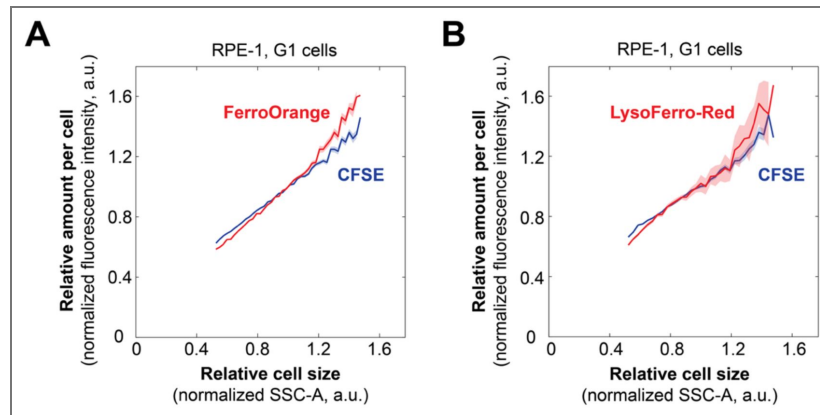 A
RPE-1, G1 cells
Relative amount per cell
(normalized fluorescence intensity, a.u.)
1.6
1.2
0.8
0.4
0
FerroOrange
CFSE
0
0.4
0.8
1.2
1.6
Relative cell size
(normalized SSC-A, a.u.)
B
RPE-1, G1 cells
Relative amount per cell
(normalized fluorescence intensity, a.u.)
1.6
1.2
0.8
0.4
0
LysoFerro-Red
CFSE
0
0.4
0.8
1.2
1.6
Relative cell size
(normalized SSC-A, a.u.)